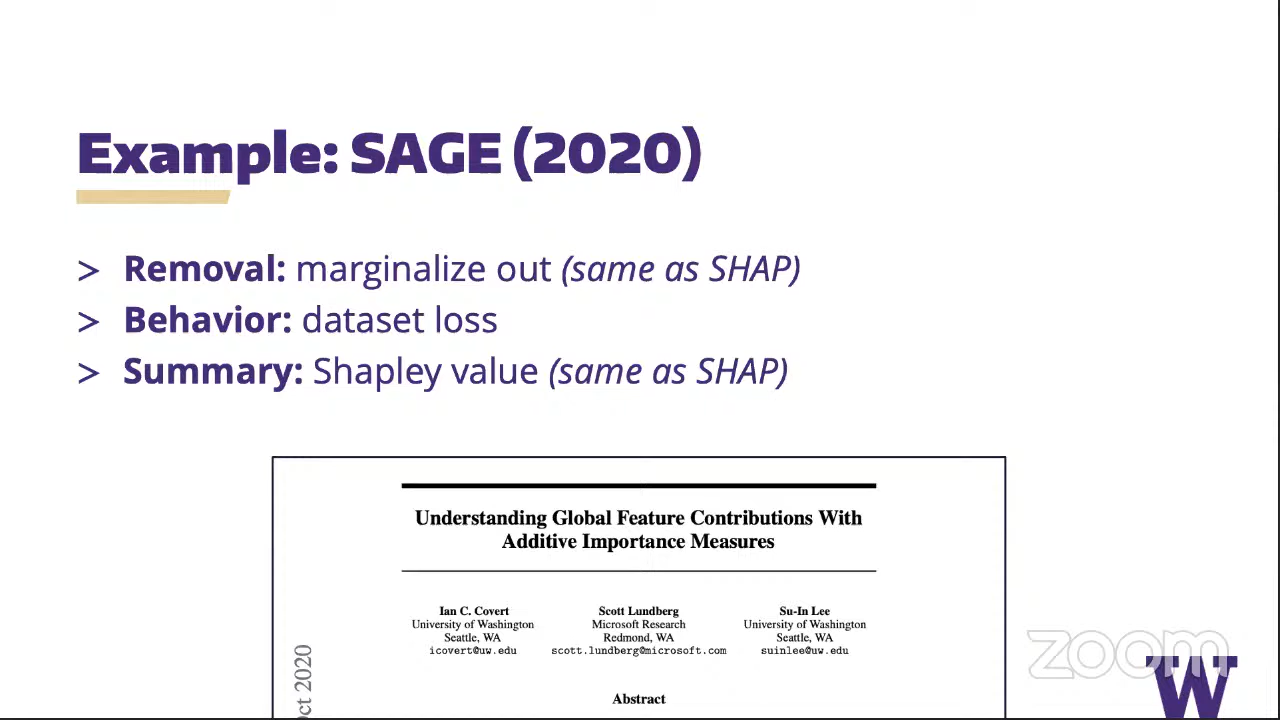 Example: SAGE (2020)
> Removal: marginalize out (same as SHAP)
> Behavior: dataset loss
> Summary: Shapley value (same as SHAP)
Understanding Global Feature Contributions With
Additive Importance Measures
Ian C. Covert
University of Washington
Seattle, WA
icovert@uw.edu
Scott Lundberg
Microsoft Research
Redmond, WA
scott.lundberg@microsoft.com
Su-In Lee
University of Washington
Seattle, WA
suinlee@uw.edu
Abstract
2020
zoom
W